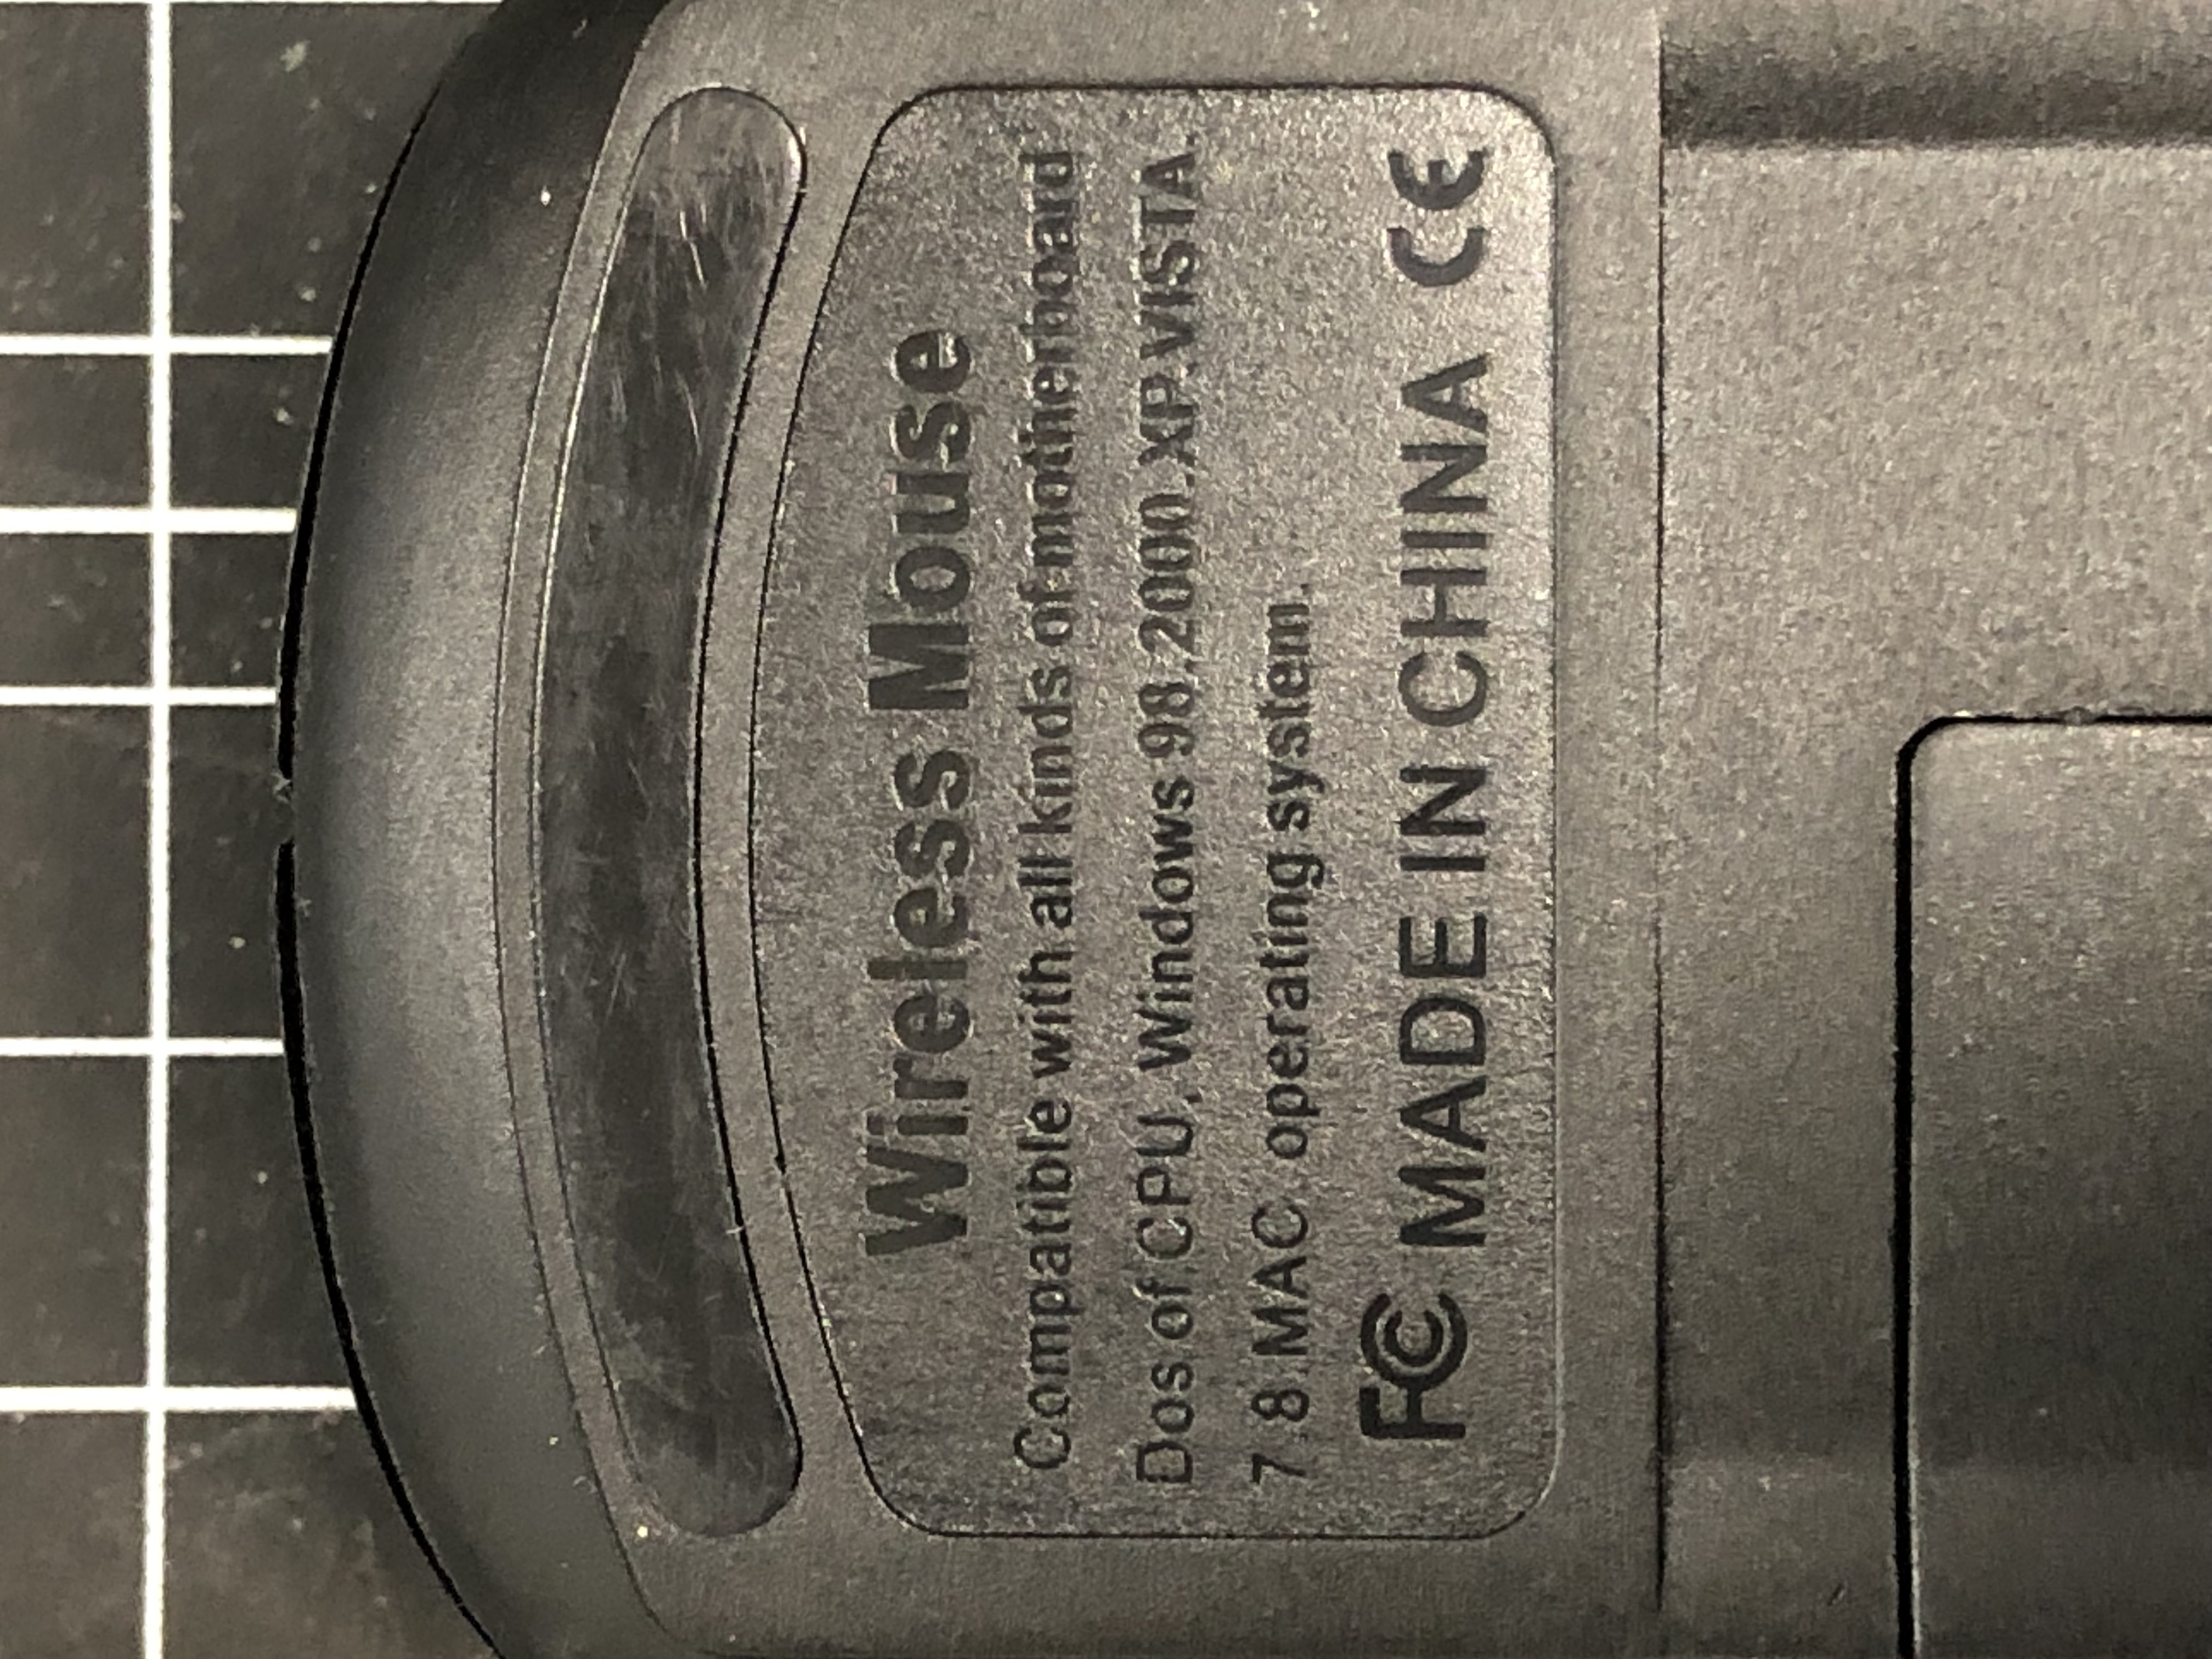 Wireless Mouse
Compatible with all kinds of motherboard
Dos of CPU, Windows 98.2000.XP.VISTA.
7.8.MAC. operating system.
FC MADE IN CHINA CE